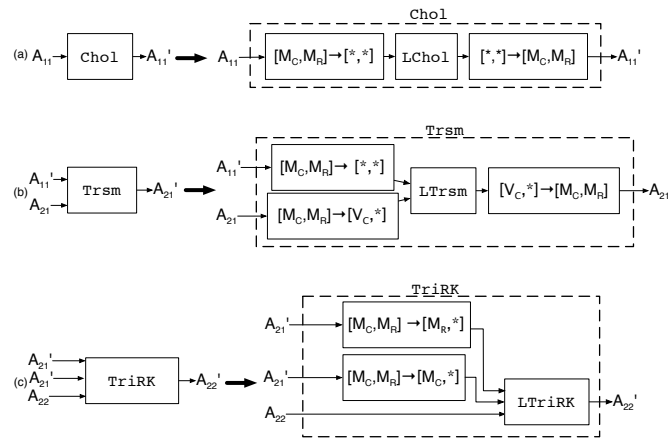 Chol
(a) A11 Chol A11' A11 [MC,MR]→[*,*] LChol [*,*]→[MC,MR] A11'
Trsm
A11' [MC,MR]→ [*,*]
(b) A11' A21 Trsm A21' LTrsm [VC,*]→[MC,MR] A21
A21 [MC,MR]→[VC,*]
TriRK
A21' [MC,MR] →[MR,*]
(c) A21' A21' A22 TriRK A22' A21' [MC,MR]→[MC,*]
A22 LTriRK A22'